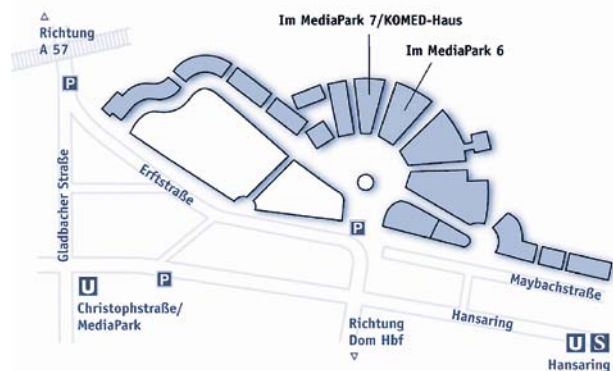 Richtung
A 57
Im MediaPark 7/KOMED-Haus
Im MediaPark 6
P
Gladbacher Straße
Erftstraße
P
P
U
Christophstraße/
MediaPark
Maybachstraße
Hansaring
Richtung
Dom Hbf
U S
Hansaring